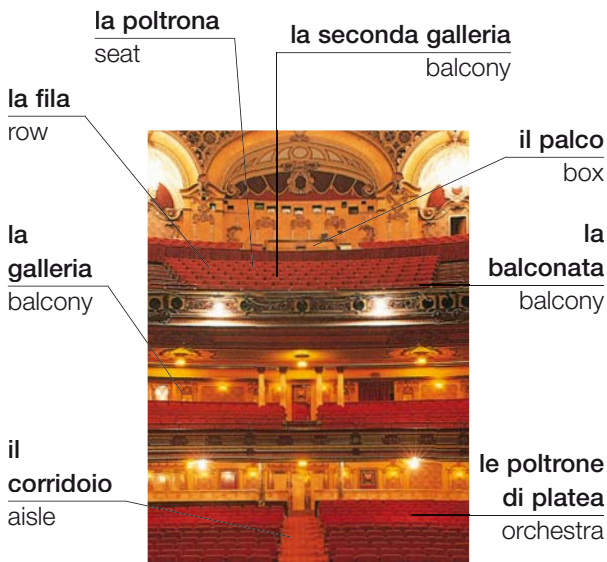 la poltrona
seat
la seconda galleria
balcony
la fila
row
il palco
box
la
galleria
balcony
la
balconata
balcony
il
corridoio
aisle
le poltrone
di platea
orchestra